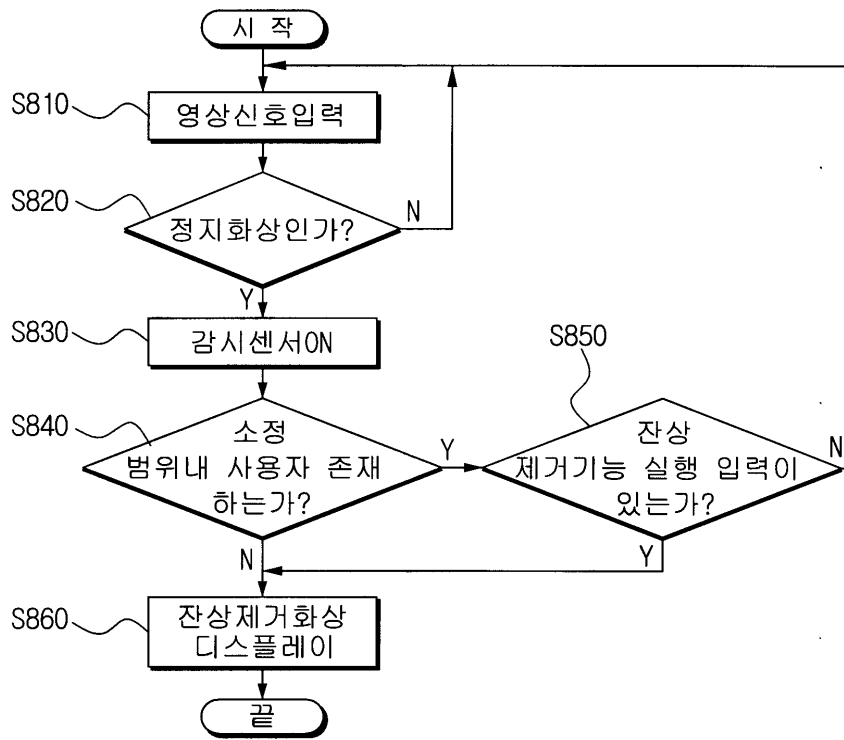 시 작
S810
영상신호입력
S820
정지화상인가?
N
Y
S830
감시센서ON
S850
S840
소정
범위내 사용자 존재
하는가?
Y
잔상
제거기능 실행 입력이
있는가?
N
N
Y
S860
잔상제거화상
디스플레이
끝